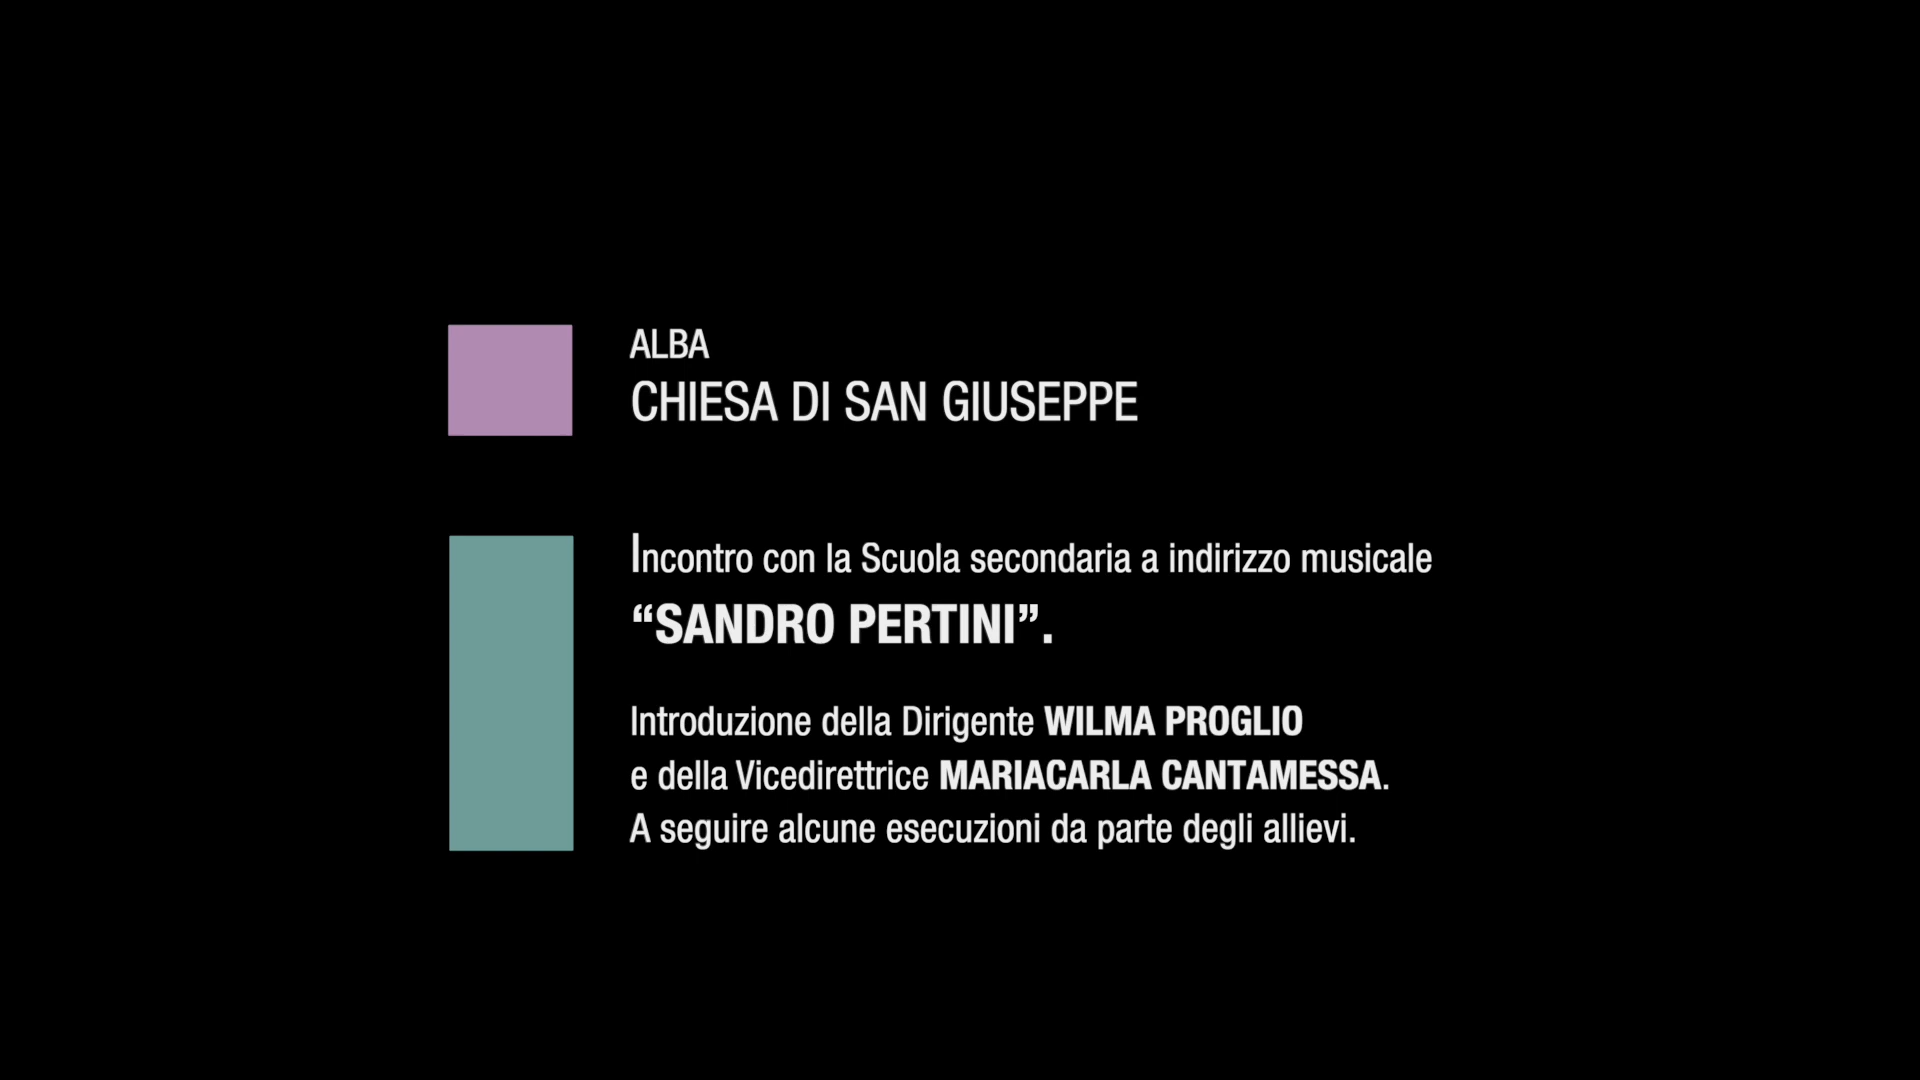 ALBA
CHIESA DI SAN GIUSEPPE
Incontro con la Scuola secondaria a indirizzo musicale
“SANDRO PERTINI”.
Introduzione della Dirigente WILMA PROGLIO
e della Vicedirettrice MARIACARLA CANTAMESSA.
A seguire alcune esecuzioni da parte degli allievi.